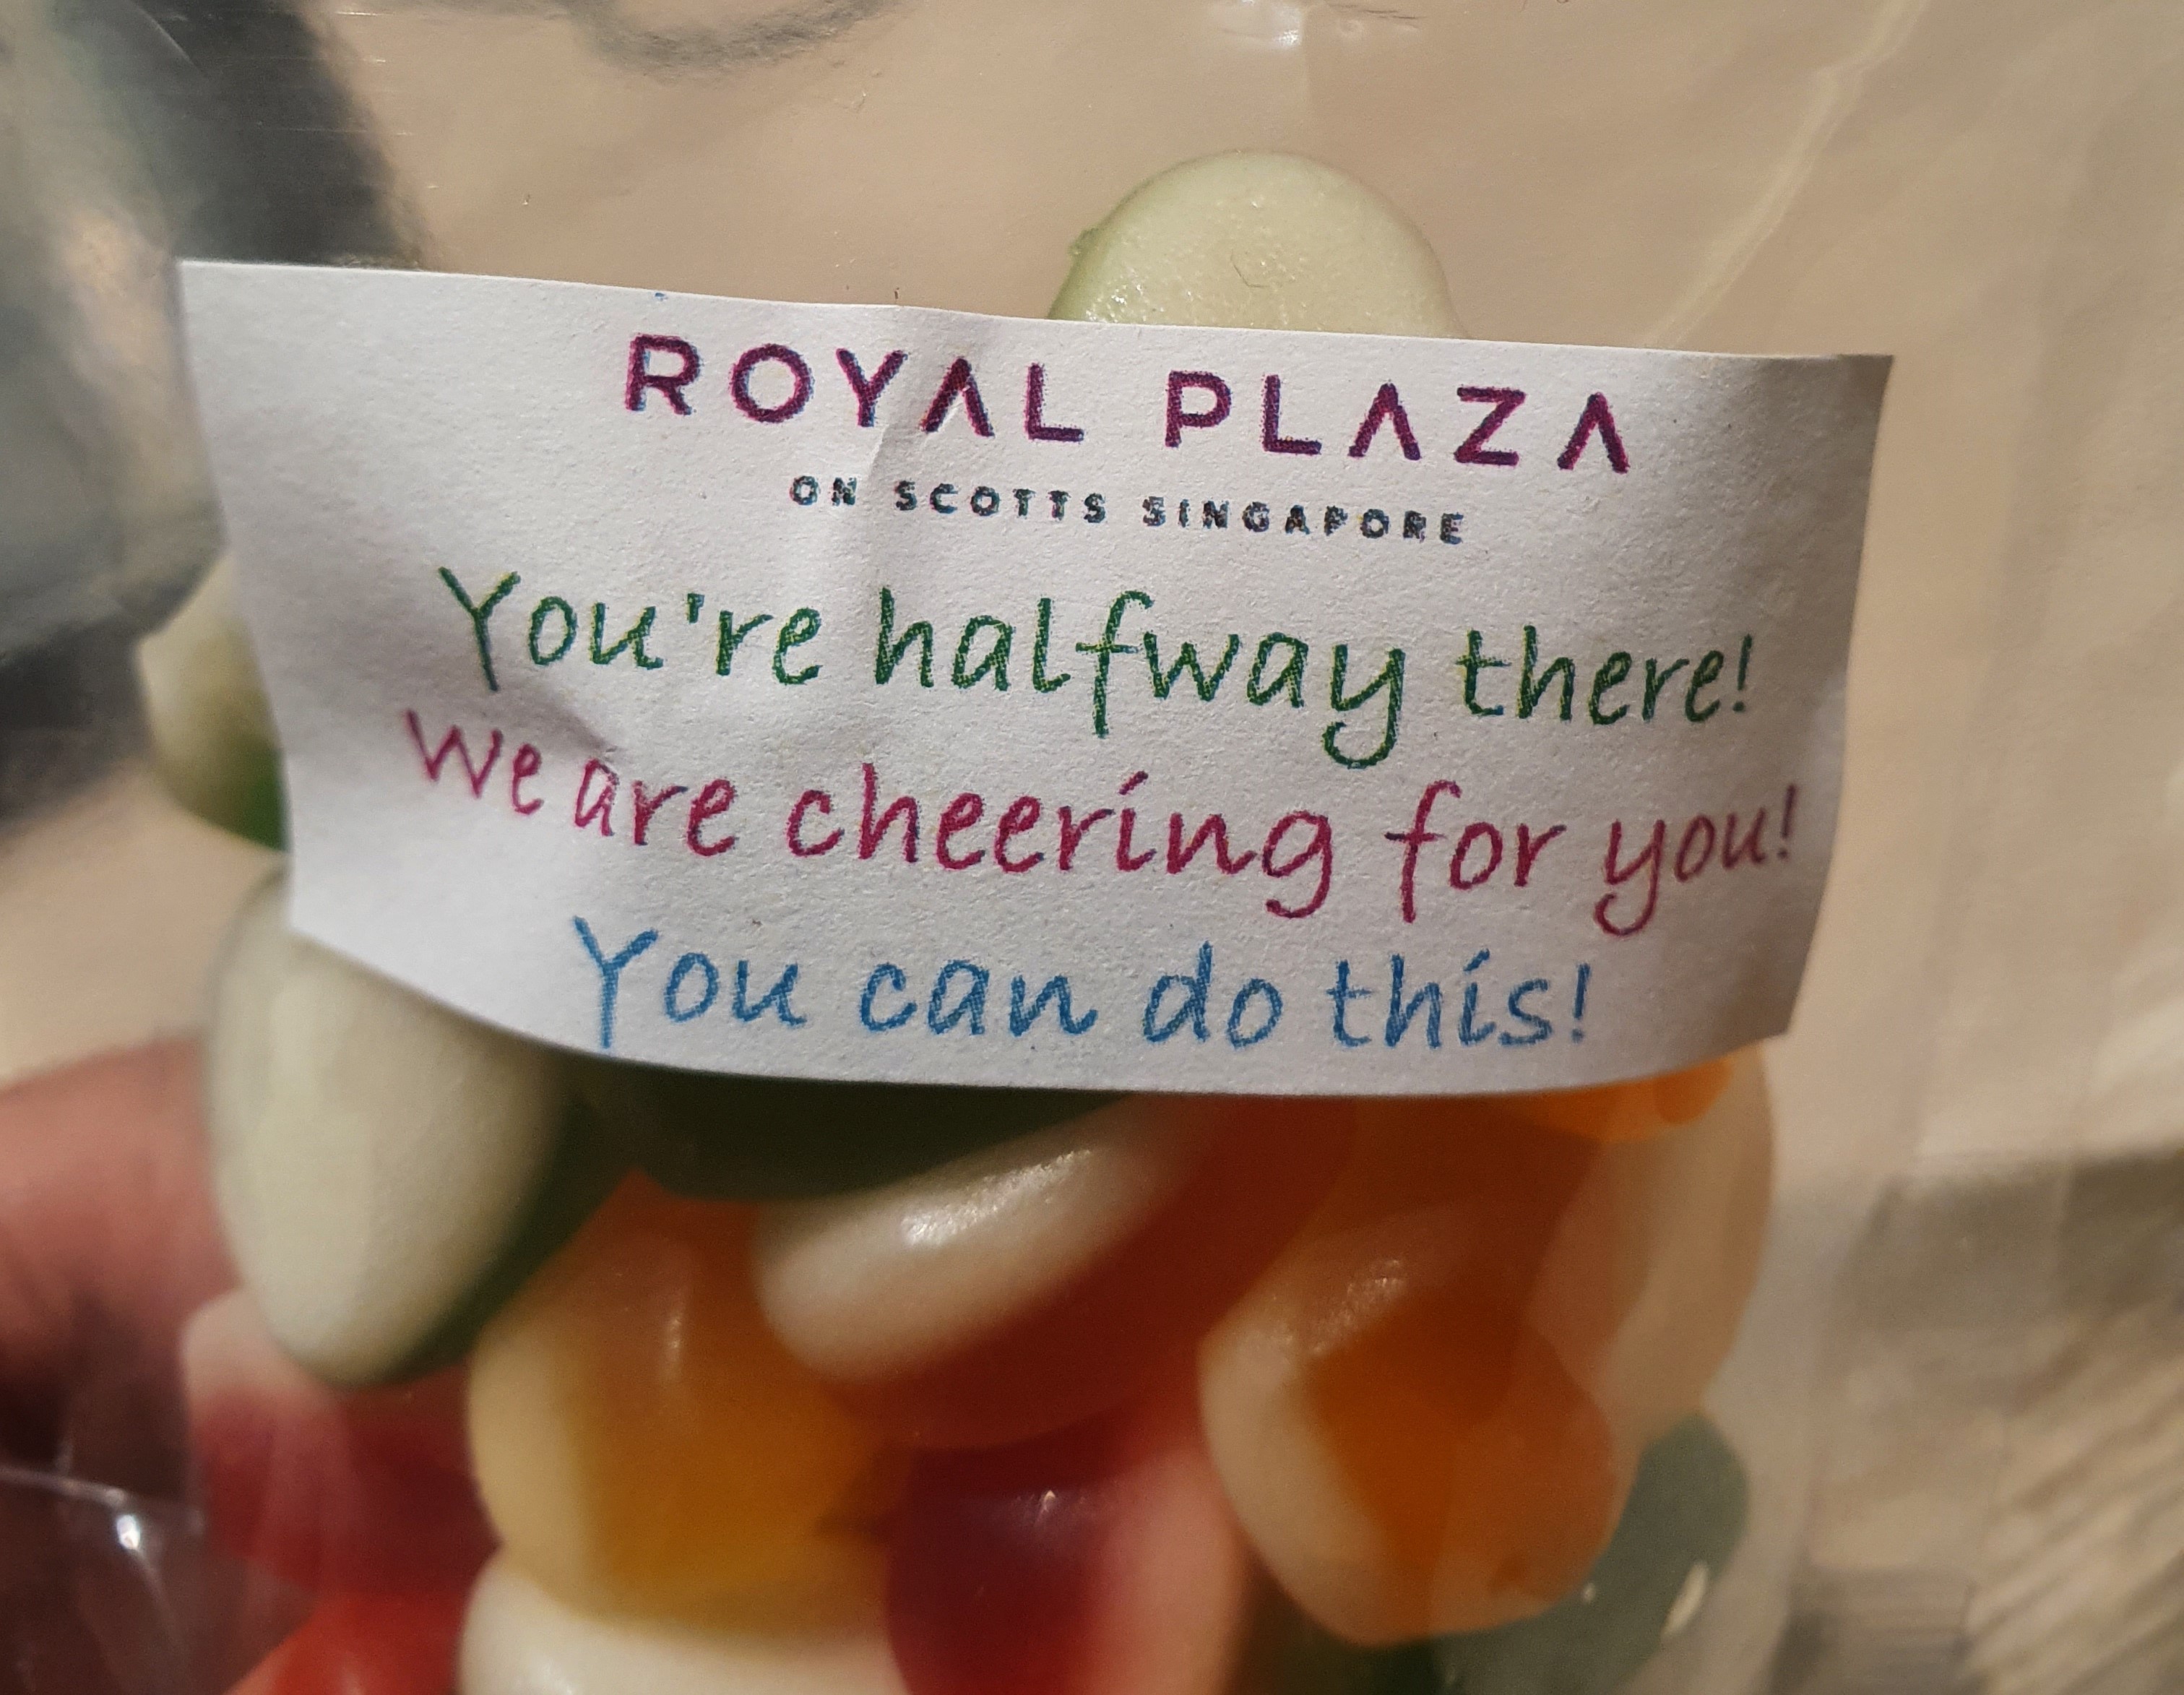 ROYAL PLAZA
ON SCOTTS SINGAPORE
You're halfway there!
We are cheering for you!
You can do this!